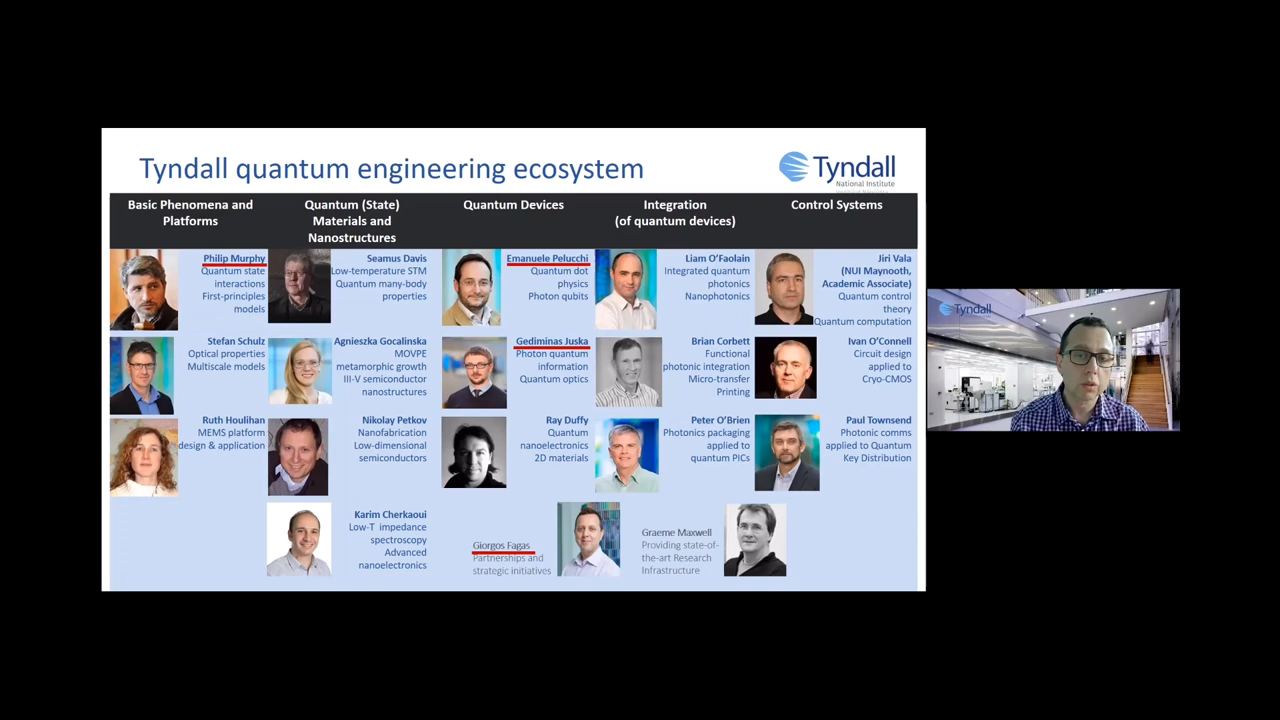 Tyndall quantum engineering ecosystem
Tyndall
National Institute
Basic Phenomena and
Platforms
Quantum (State)
Materials and
Nanostructures
Quantum Devices
Integration
(of quantum devices)
Control Systems
Philip Murphy
Quantum state
interactions
First-principles
models
Seamus Davis
Low-temperature STM
Quantum many-body
properties
Emanuele Pelucchi
Quantum dot
physics
Photon qubits
Liam O'Faolain
Integrated quantum
photonics
Nanophotonics
Jiri Vala
(NUI Maynooth,
Academic Associate)
Quantum control
theory
Quantum computation
Stefan Schulz
Optical properties
Multiscale models
Agnieszka Gocalinska
MOVPE
metamorphic growth
III-V semiconductor
nanostructures
Gediminas Juska
Photon quantum
information
Quantum optics
Brian Corbett
Functional
photonic integration
Micro-transfer
Printing
Ivan O'Connell
Circuit design
applied to
Cryo-CMOS
Ruth Houlihan
MEMS platform
design & application
Nikolay Petkov
Nanofabrication
Low-dimensional
semiconductors
Ray Duffy
Quantum
nanoelectronics
2D materials
Peter O'Brien
Photonics packaging
applied to
quantum PICs
Paul Townsend
Photonic comms
applied to Quantum
Key Distribution
Karim Cherkaoui
Low-T impedance
spectroscopy
Advanced
nanoelectronics
Giorgos Fagas
Partnerships and
strategic initiatives
Graeme Maxwell
Providing state-of-
the-art Research
Infrastructure
Tyndall